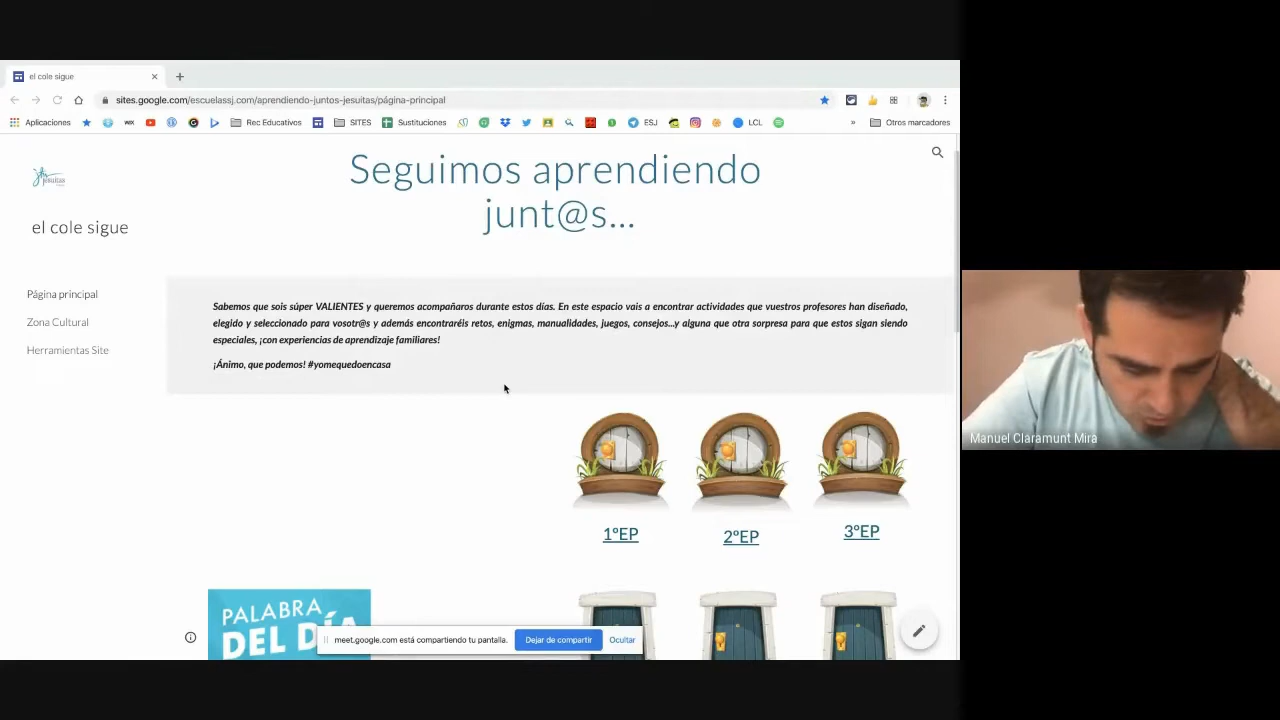 el cole sigue
sites.google.com/escuelassj.com/aprendiendo-juntos-jesuitas/página-principal
Aplicaciones
WiX
Rec Educativos
SITES
Sustituciones
ESJ
LCL
»
Otros marcadores
jesuitas
el cole sigue
Página principal
Zona Cultural
Herramientas Site
Seguimos aprendiendo
junt@s...
Sabemos que sois súper VALIENTES y queremos acompañaros durante estos días. En este espacio vais a encontrar actividades que vuestros profesores han diseñado,
elegido y seleccionado para vosotr@s y además encontraréis retos, enigmas, manualidades, juegos, consejos...y alguna que otra sorpresa para que estos sigan siendo
especiales, ¡con experiencias de aprendizaje familiares!
¡Ánimo, que podemos! #yomequedoencasa
1ºEP
2ºEP
3ºEP
PALABRA
DEL DÍA
meet.google.com está compartiendo tu pantalla.
Dejar de compartir
Ocultar
Manuel Claramunt Mira